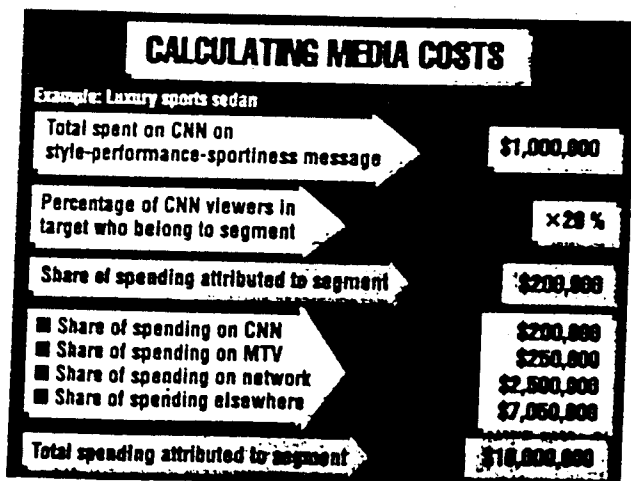 CALCULATING MEDIA COSTS
Example: Luxury sports sedan
Total spent on CNN on
style-performance-sportiness message
$1,000,000
Percentage of CNN viewers in
target who belong to segment
×20 %
Share of spending attributed to segment
$200,000
■ Share of spending on CNN $200,000
■ Share of spending on MTV $250,000
■ Share of spending on network $2,500,000
■ Share of spending elsewhere $7,050,000
Total spending attributed to segment $10,000,000